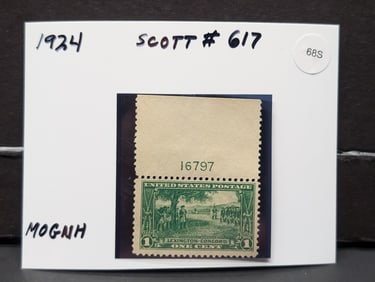 1924 SCOTT # 617
68S
16797
UNITED STATES POSTAGE
1 LEXINGTON-CONCORD 1
ONE CENT
MOGNH